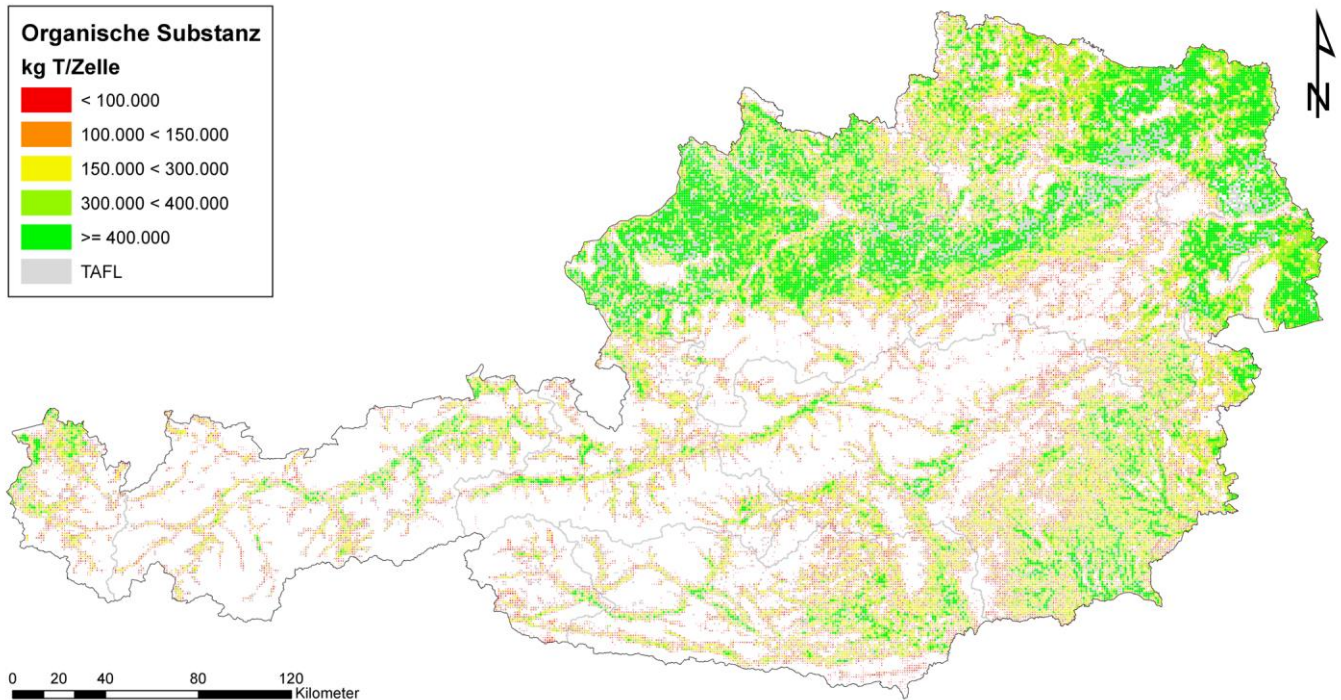 Organische Substanz
kg T/Zelle
< 100.000
100.000 < 150.000
150.000 < 300.000
300.000 < 400.000
>= 400.000
TAFL
N
0 20 40 80 120
Kilometer